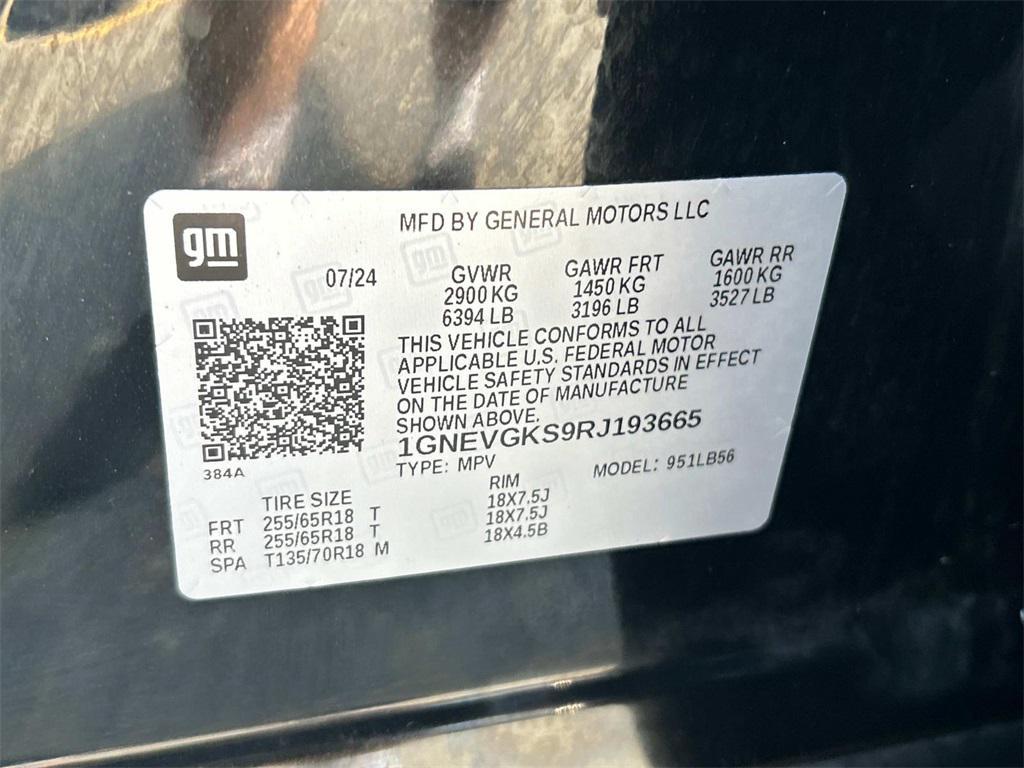 gm
MFD BY GENERAL MOTORS LLC
07/24
GVWR
2900 KG
6394 LB
GAWR FRT
1450 KG
3196 LB
GAWR RR
1600 KG
3527 LB
THIS VEHICLE CONFORMS TO ALL
APPLICABLE U.S. FEDERAL MOTOR
VEHICLE SAFETY STANDARDS IN EFFECT
ON THE DATE OF MANUFACTURE
SHOWN ABOVE.
1GNEVGKS9RJ193665
384A
TYPE: MPV
MODEL: 951LB56
TIRE SIZE RIM
FRT 255/65R18 T 18X7.5J
RR 255/65R18 T 18X7.5J
SPA T135/70R18 M 18X4.5B